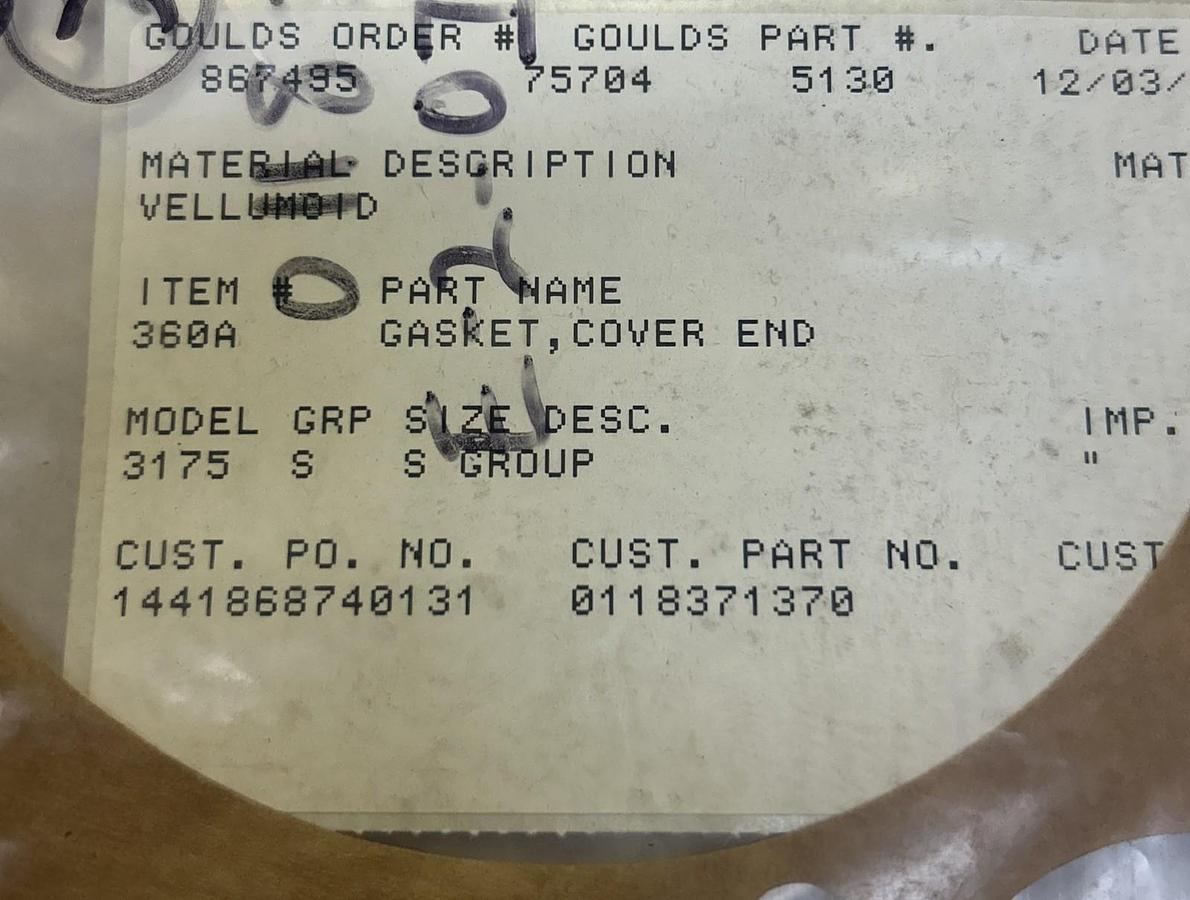 GOULDS ORDER # GOULDS PART #. DATE
867495 75704 5130 12/03/
MATERIAL DESCRIPTION MAT
VELLUMOID
ITEM # PART NAME
360A GASKET,COVER END
MODEL GRP SIZE DESC. IMP.
3175 S S GROUP "
CUST. PO. NO. CUST. PART NO. CUST
1441868740131 0118371370